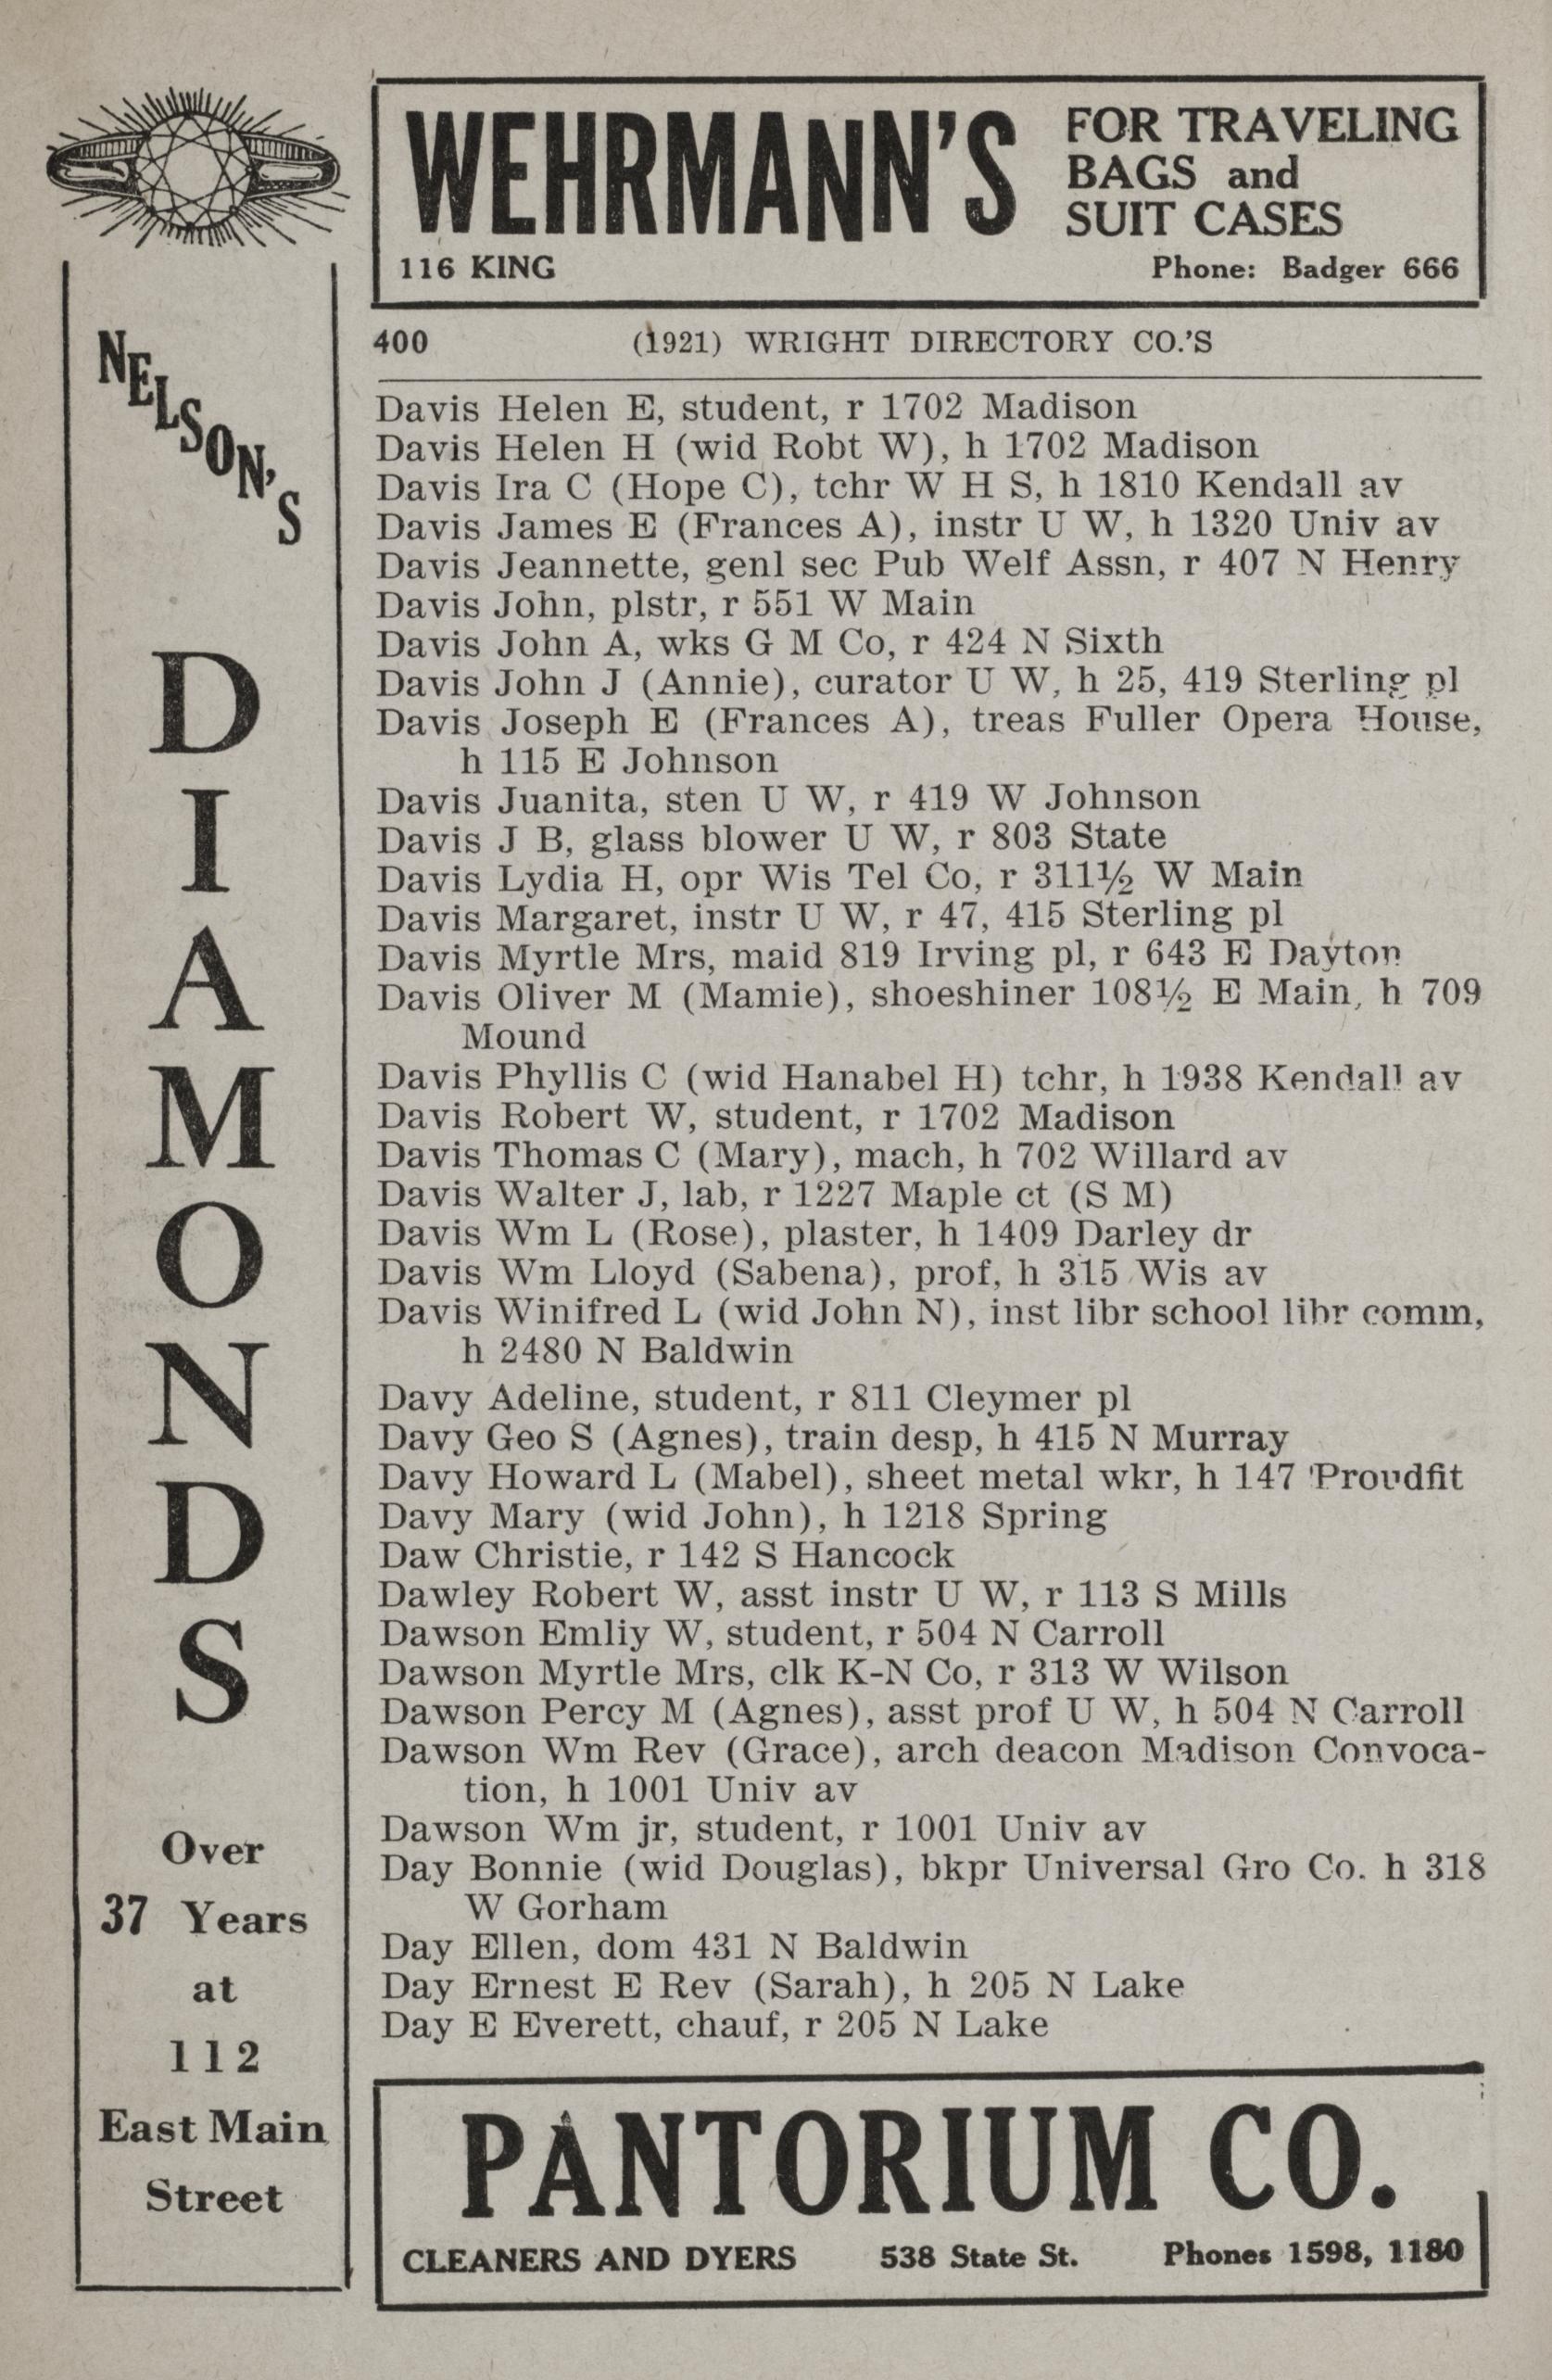 WEHRMANN'S
FOR TRAVELING
BAGS and
SUIT CASES
116 KING
Phone: Badger 666
400 (1921) WRIGHT DIRECTORY CO.'S
Davis Helen E, student, r 1702 Madison
Davis Helen H (wid Robt W), h 1702 Madison
Davis Ira C (Hope C), tchr W H S, h 1810 Kendall av
Davis James E (Frances A), instr U W, h 1320 Univ av
Davis Jeannette, genl sec Pub Welf Assn, r 407 N Henry
Davis John, plstr, r 551 W Main
Davis John A, wks G M Co, r 424 N Sixth
Davis John J (Annie), curator U W, h 25, 419 Sterling pl
Davis Joseph E (Frances A), treas Fuller Opera House,
h 115 E Johnson
Davis Juanita, sten U W, r 419 W Johnson
Davis J B, glass blower U W, r 803 State
Davis Lydia H, opr Wis Tel Co, r 311½ W Main
Davis Margaret, instr U W, r 47, 415 Sterling pl
Davis Myrtle Mrs, maid 819 Irving pl, r 643 E Dayton
Davis Oliver M (Mamie), shoeshiner 108½ E Main, h 709
Mound
Davis Phyllis C (wid Hanabel H) tchr, h 1938 Kendall av
Davis Robert W, student, r 1702 Madison
Davis Thomas C (Mary), mach, h 702 Willard av
Davis Walter J, lab, r 1227 Maple ct (S M)
Davis Wm L (Rose), plaster, h 1409 Darley dr
Davis Wm Lloyd (Sabena), prof, h 315 Wis av
Davis Winifred L (wid John N), inst libr school libr comm,
h 2480 N Baldwin
Davy Adeline, student, r 811 Cleymer pl
Davy Geo S (Agnes), train desp, h 415 N Murray
Davy Howard L (Mabel), sheet metal wkr, h 147 Proudfit
Davy Mary (wid John), h 1218 Spring
Daw Christie, r 142 S Hancock
Dawley Robert W, asst instr U W, r 113 S Mills
Dawson Emliy W, student, r 504 N Carroll
Dawson Myrtle Mrs, clk K-N Co, r 313 W Wilson
Dawson Percy M (Agnes), asst prof U W, h 504 N Carroll
Dawson Wm Rev (Grace), arch deacon Madison Convoca-
tion, h 1001 Univ av
Dawson Wm jr, student, r 1001 Univ av
Day Bonnie (wid Douglas), bkpr Universal Gro Co. h 318
W Gorham
Day Ellen, dom 431 N Baldwin
Day Ernest E Rev (Sarah), h 205 N Lake
Day E Everett, chauf, r 205 N Lake
NELSON'S
DIAMONDS
Over
37 Years
at
112
East Main
Street
PANTORIUM CO.
CLEANERS AND DYERS 538 State St. Phones 1598, 1180